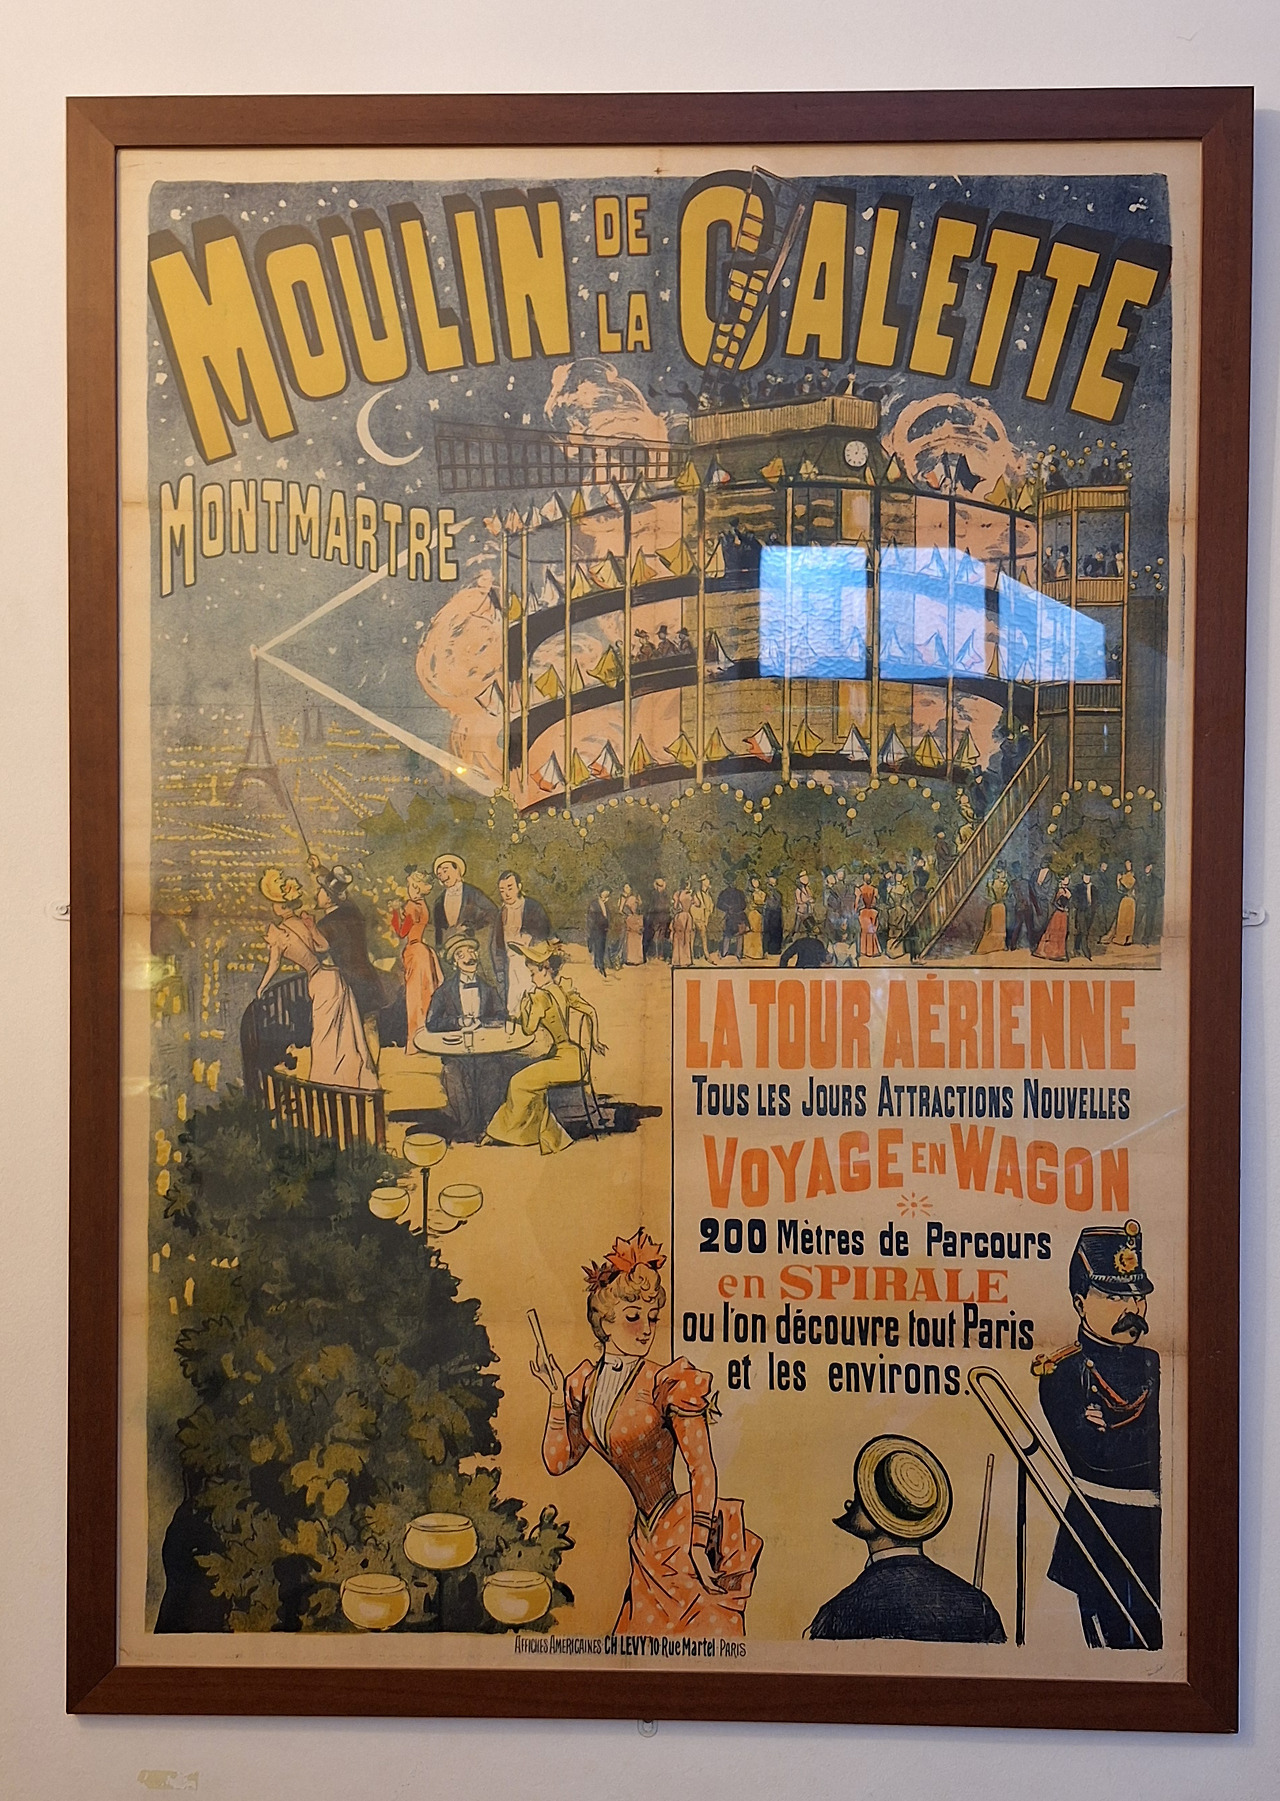 MOULIN DE LA GALETTE
MONTMARTRE
LA TOUR AÉRIENNE
TOUS LES JOURS ATTRACTIONS NOUVELLES
VOYAGE EN WAGON
200 Mètres de Parcours
en SPIRALE
ou l'on découvre tout Paris
et les environs.
AFFICHES AMERICAINES CH LEVY 10 Rue Martel PARIS